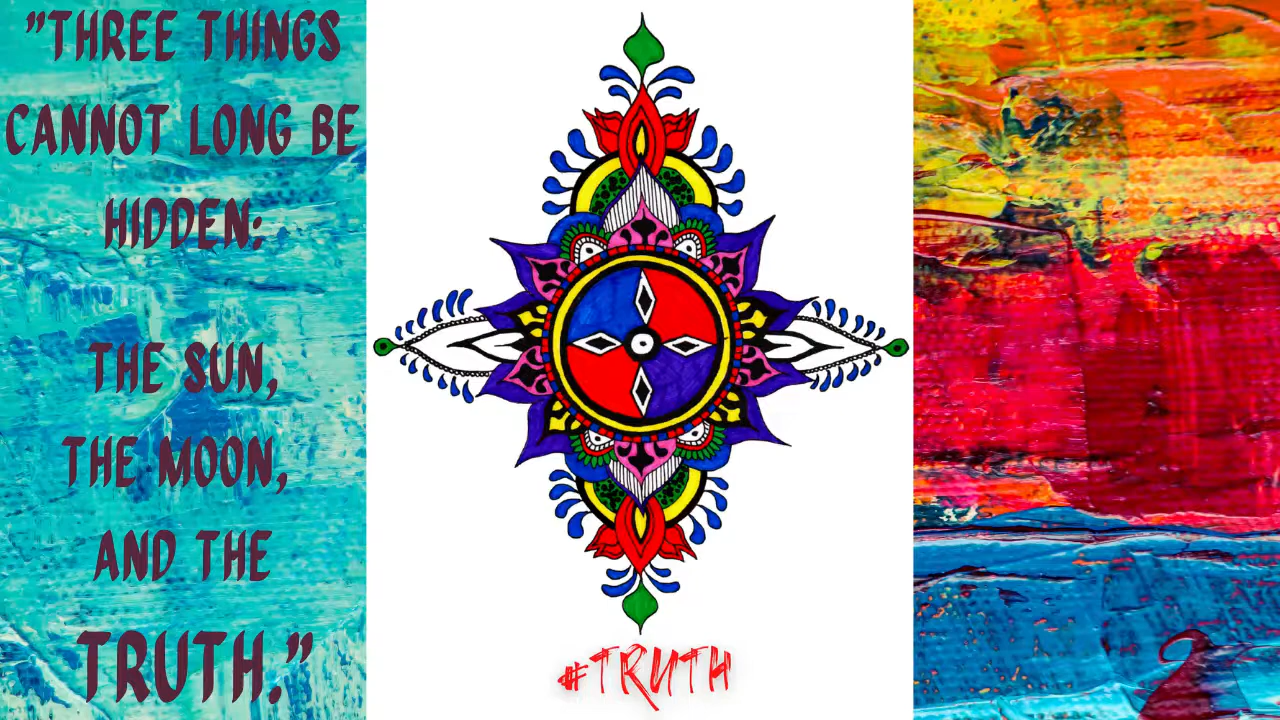 "THREE THINGS
CANNOT LONG BE
HIDDEN:
THE SUN,
THE MOON,
AND THE
TRUTH."
#TRUTH